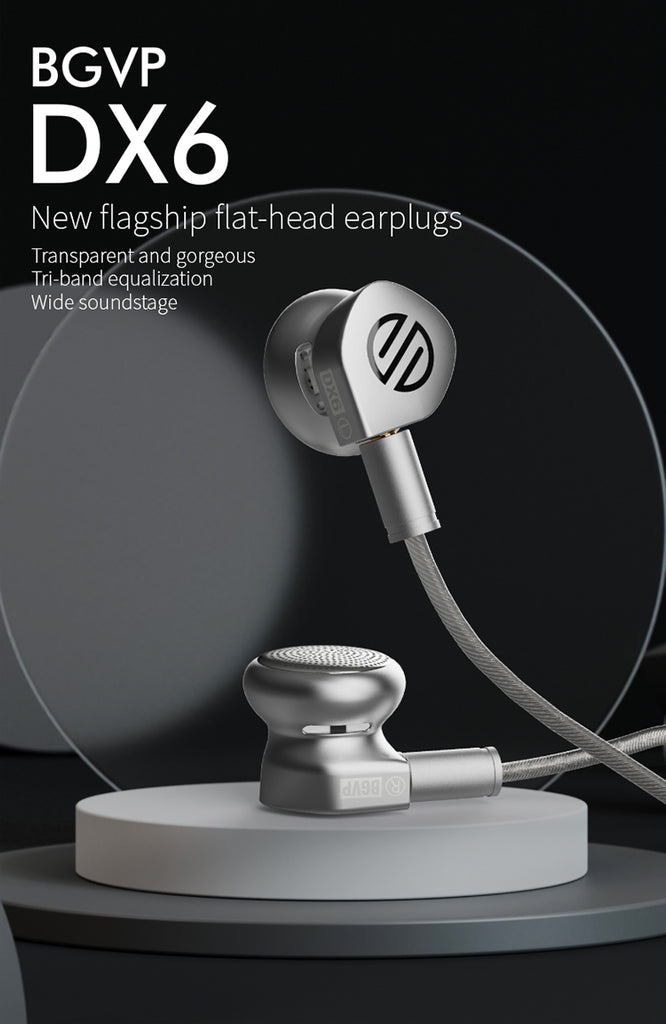 BGVP
DX6
New flagship flat-head earplugs
Transparent and gorgeous
Tri-band equalization
Wide soundstage
DX6
BGVP ®